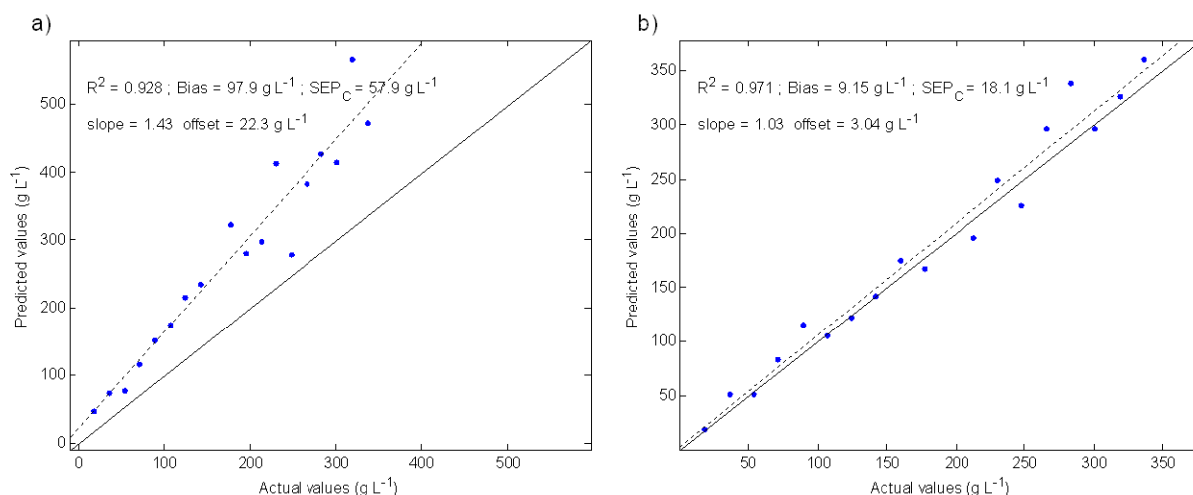 a)
R² = 0.928 ; Bias = 97.9 g L⁻¹ ; SEP_C = 57.9 g L⁻¹
slope = 1.43 offset = 22.3 g L⁻¹
Predicted values (g L⁻¹)
500
400
300
200
100
0
0 100 200 300 400 500
Actual values (g L⁻¹)
b)
R² = 0.971 ; Bias = 9.15 g L⁻¹ ; SEP_C = 18.1 g L⁻¹
slope = 1.03 offset = 3.04 g L⁻¹
Predicted values (g L⁻¹)
350
300
250
200
150
100
50
50 100 150 200 250 300 350
Actual values (g L⁻¹)